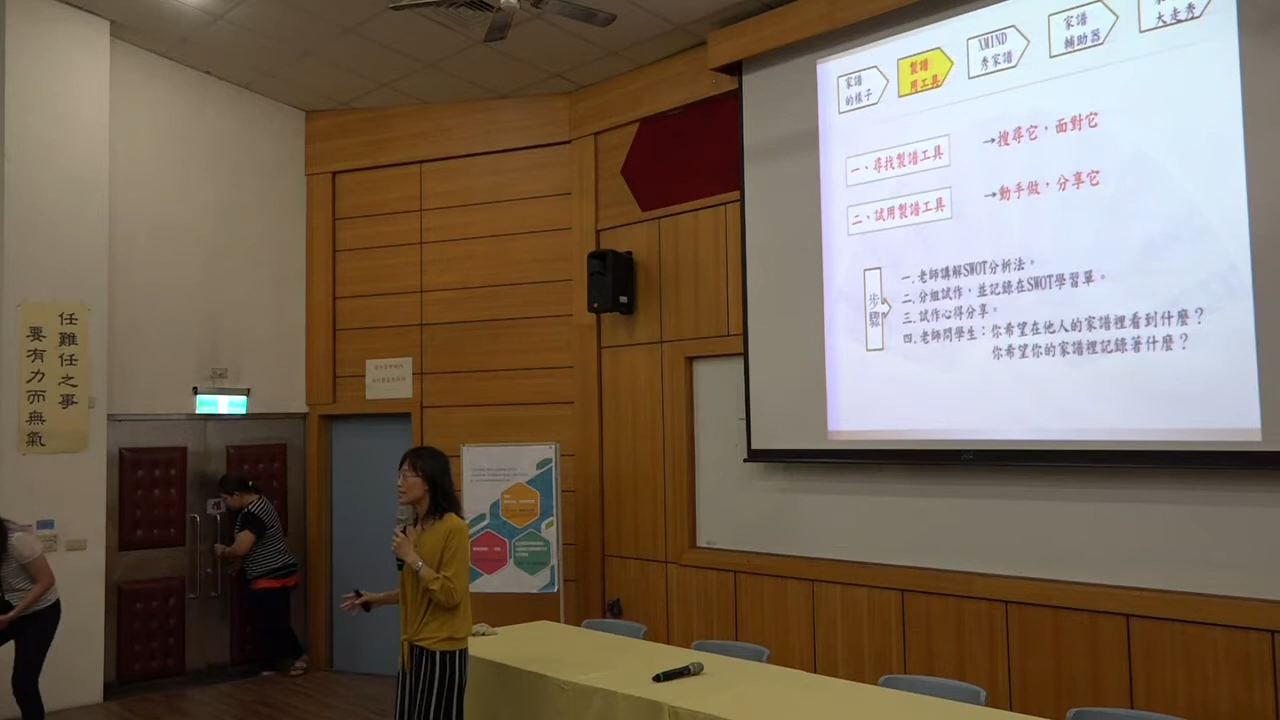 家譜
的樣子
製譜
用工具
XMIND
秀家譜
家譜
輔助器
大走秀
一、尋找製譜工具
→搜尋它，面對它
二、試用製譜工具
→動手做，分享它
步驟
一.老師講解SWOT分析法。
二.分組試作，並記錄在SWOT學習單。
三.試作心得分享。
四.老師問學生：你希望在他人的家譜裡看到什麼？
你希望你的家譜裡記錄著什麼？
任難任之事
要有力而無氣